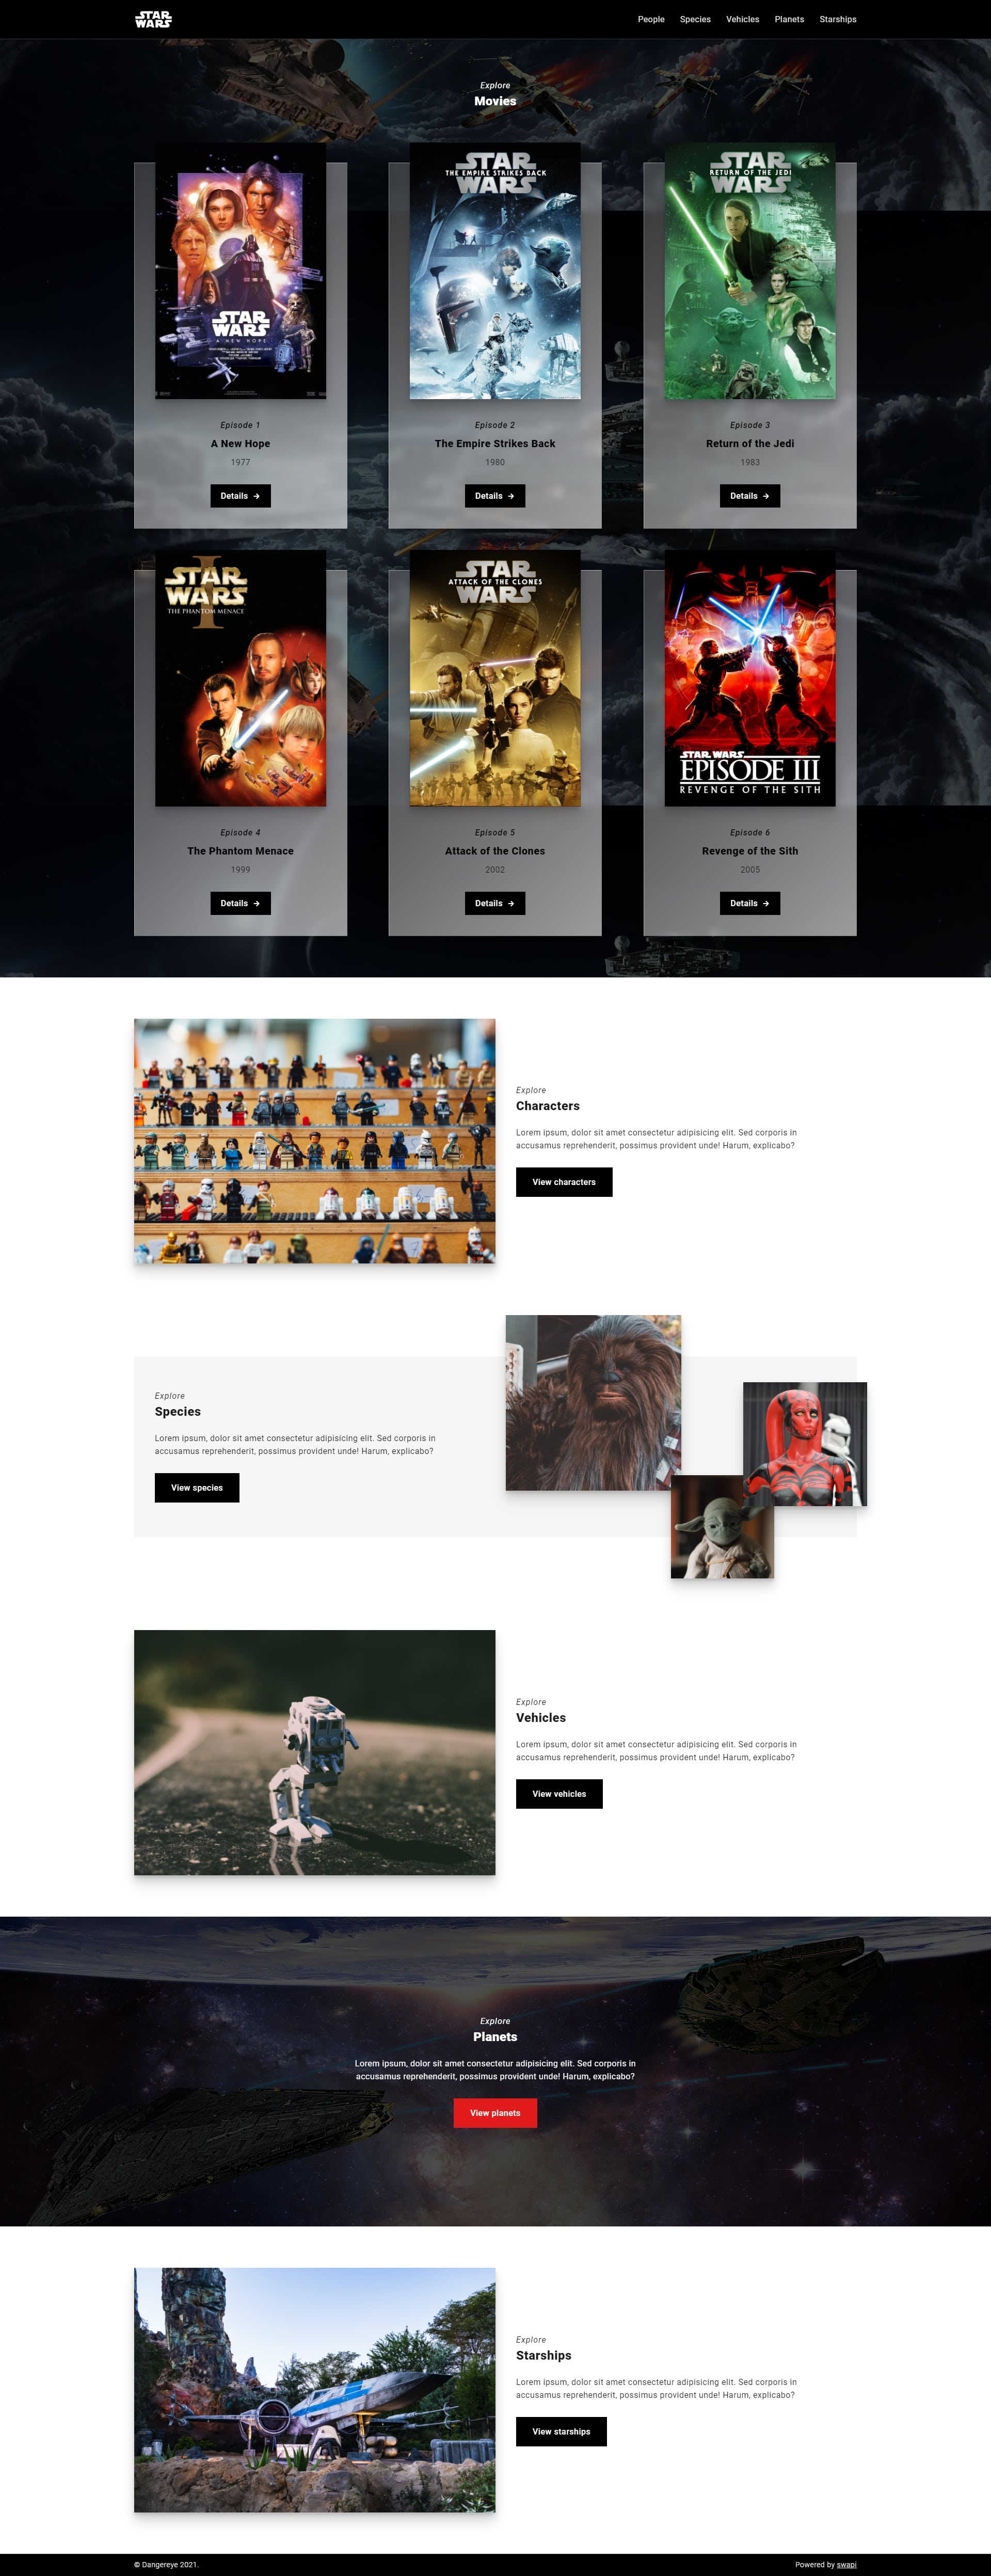 STAR
WARS
People
Species
Vehicles
Planets
Starships
Explore
Movies
STAR
WARS
A NEW HOPE
Episode 1
A New Hope
1977
Details →
STAR
THE EMPIRE STRIKES BACK
WARS
Episode 2
The Empire Strikes Back
1980
Details →
STAR
RETURN OF THE JEDI
WARS
Episode 3
Return of the Jedi
1983
Details →
I
STAR
WARS
THE PHANTOM MENACE
Episode 4
The Phantom Menace
1999
Details →
STAR
ATTACK OF THE CLONES
WARS
Episode 5
Attack of the Clones
2002
Details →
STAR WARS
EPISODE III
REVENGE OF THE SITH
Episode 6
Revenge of the Sith
2005
Details →
Explore
Characters
Lorem ipsum, dolor sit amet consectetur adipisicing elit. Sed corporis in
accusamus reprehenderit, possimus provident unde! Harum, explicabo?
View characters
Explore
Species
Lorem ipsum, dolor sit amet consectetur adipisicing elit. Sed corporis in
accusamus reprehenderit, possimus provident unde! Harum, explicabo?
View species
Explore
Vehicles
Lorem ipsum, dolor sit amet consectetur adipisicing elit. Sed corporis in
accusamus reprehenderit, possimus provident unde! Harum, explicabo?
View vehicles
Explore
Planets
Lorem ipsum, dolor sit amet consectetur adipisicing elit. Sed corporis in
accusamus reprehenderit, possimus provident unde! Harum, explicabo?
View planets
Explore
Starships
Lorem ipsum, dolor sit amet consectetur adipisicing elit. Sed corporis in
accusamus reprehenderit, possimus provident unde! Harum, explicabo?
View starships
© Dangereye 2021.
Powered by swapi